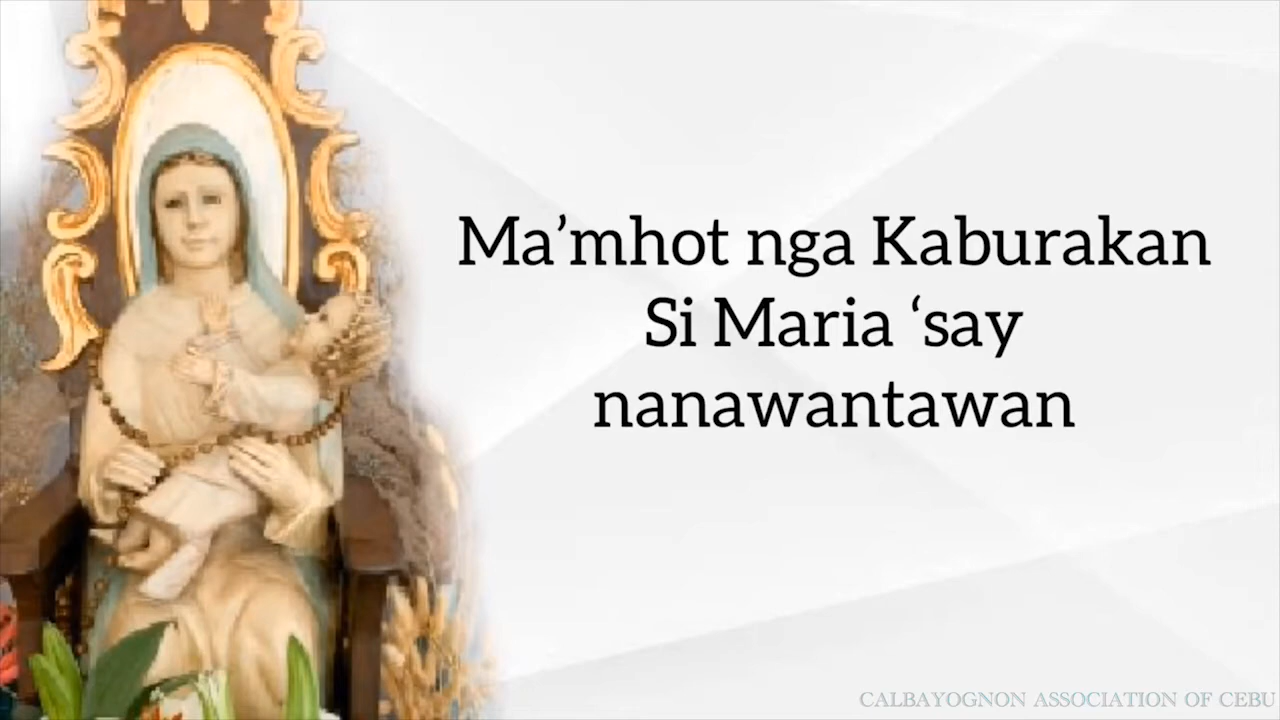 Ma’mhot nga Kaburakan
Si Maria ‘say
nanawantawan
CALBAYOGNON ASSOCIATION OF CEBU